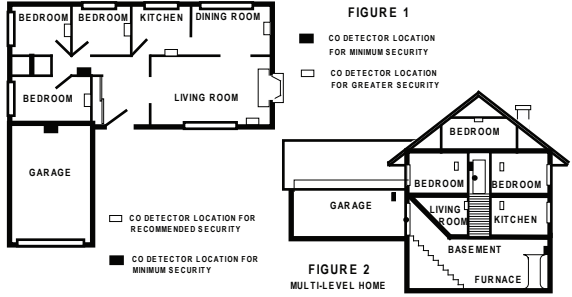 BEDROOM BEDROOM KITCHEN DINING ROOM
BEDROOM
LIVING ROOM
GARAGE
FIGURE 1
CO DETECTOR LOCATION
FOR MINIMUM SECURITY
CO DETECTOR LOCATION
FOR GREATER SECURITY
CO DETECTOR LOCATION FOR
RECOMMENDED SECURITY
CO DETECTOR LOCATION FOR
MINIMUM SECURITY
BEDROOM
BEDROOM BEDROOM
GARAGE
LIVING
ROOM
KITCHEN
BASEMENT
FURNACE
FIGURE 2
MULTI-LEVEL HOME